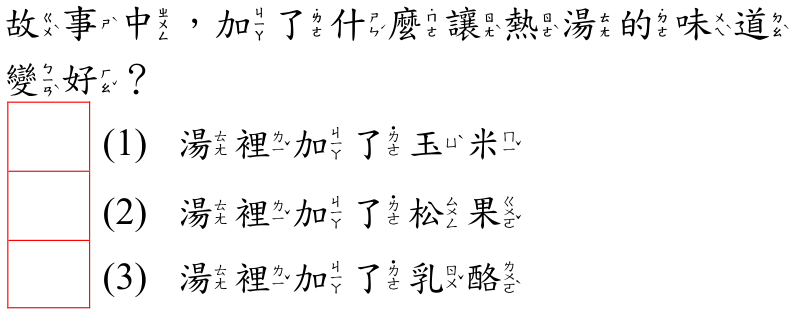 故事中，加了什麼讓熱湯的味道
變好？
(1) 湯裡加了玉米
(2) 湯裡加了松果
(3) 湯裡加了乳酪